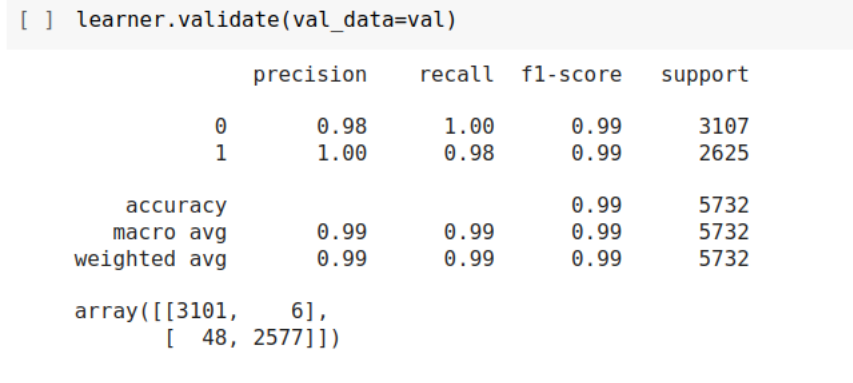 [ ] learner.validate(val_data=val)
precision recall f1-score support
0 0.98 1.00 0.99 3107
1 1.00 0.98 0.99 2625
accuracy 0.99 5732
macro avg 0.99 0.99 0.99 5732
weighted avg 0.99 0.99 0.99 5732
array([[3101, 6],
[ 48, 2577]])